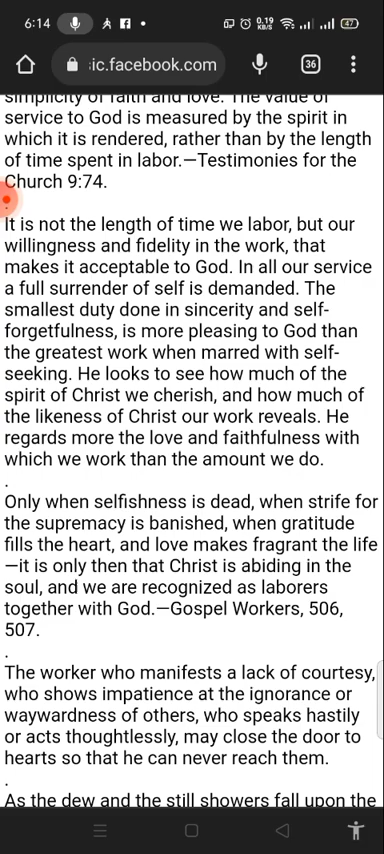 6:14
0.19
KB/S
47
:ic.facebook.com
36
simplicity of faith and love. The value of
service to God is measured by the spirit in
which it is rendered, rather than by the length
of time spent in labor.—Testimonies for the
Church 9:74.
.
It is not the length of time we labor, but our
willingness and fidelity in the work, that
makes it acceptable to God. In all our service
a full surrender of self is demanded. The
smallest duty done in sincerity and self-
forgetfulness, is more pleasing to God than
the greatest work when marred with self-
seeking. He looks to see how much of the
spirit of Christ we cherish, and how much of
the likeness of Christ our work reveals. He
regards more the love and faithfulness with
which we work than the amount we do.
.
Only when selfishness is dead, when strife for
the supremacy is banished, when gratitude
fills the heart, and love makes fragrant the life
—it is only then that Christ is abiding in the
soul, and we are recognized as laborers
together with God.—Gospel Workers, 506,
507.
.
The worker who manifests a lack of courtesy,
who shows impatience at the ignorance or
waywardness of others, who speaks hastily
or acts thoughtlessly, may close the door to
hearts so that he can never reach them.
.
As the dew and the still showers fall upon the